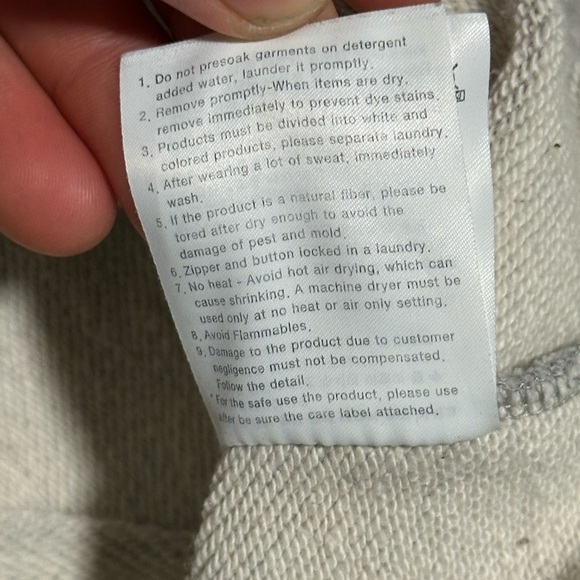 1. Do not presoak garments on detergent
added water, launder it promptly.
2. Remove promptly-When items are dry,
remove immediately to prevent dye stains.
3. Products must be divided into white and
colored products, please separate laundry.
4. After wearing a lot of sweat, immediately
wash.
5. If the product is a natural fiber, please be
tored after dry enough to avoid the
damage of pest and mold.
6. Zipper and button locked in a laundry.
7. No heat - Avoid hot air drying, which can
cause shrinking. A machine dryer must be
used only at no heat or air only setting.
8. Avoid Flammables.
9. Damage to the product due to customer
negligence must not be compensated.
Follow the detail.
* For the safe use the product, please use
after be sure the care label attached.